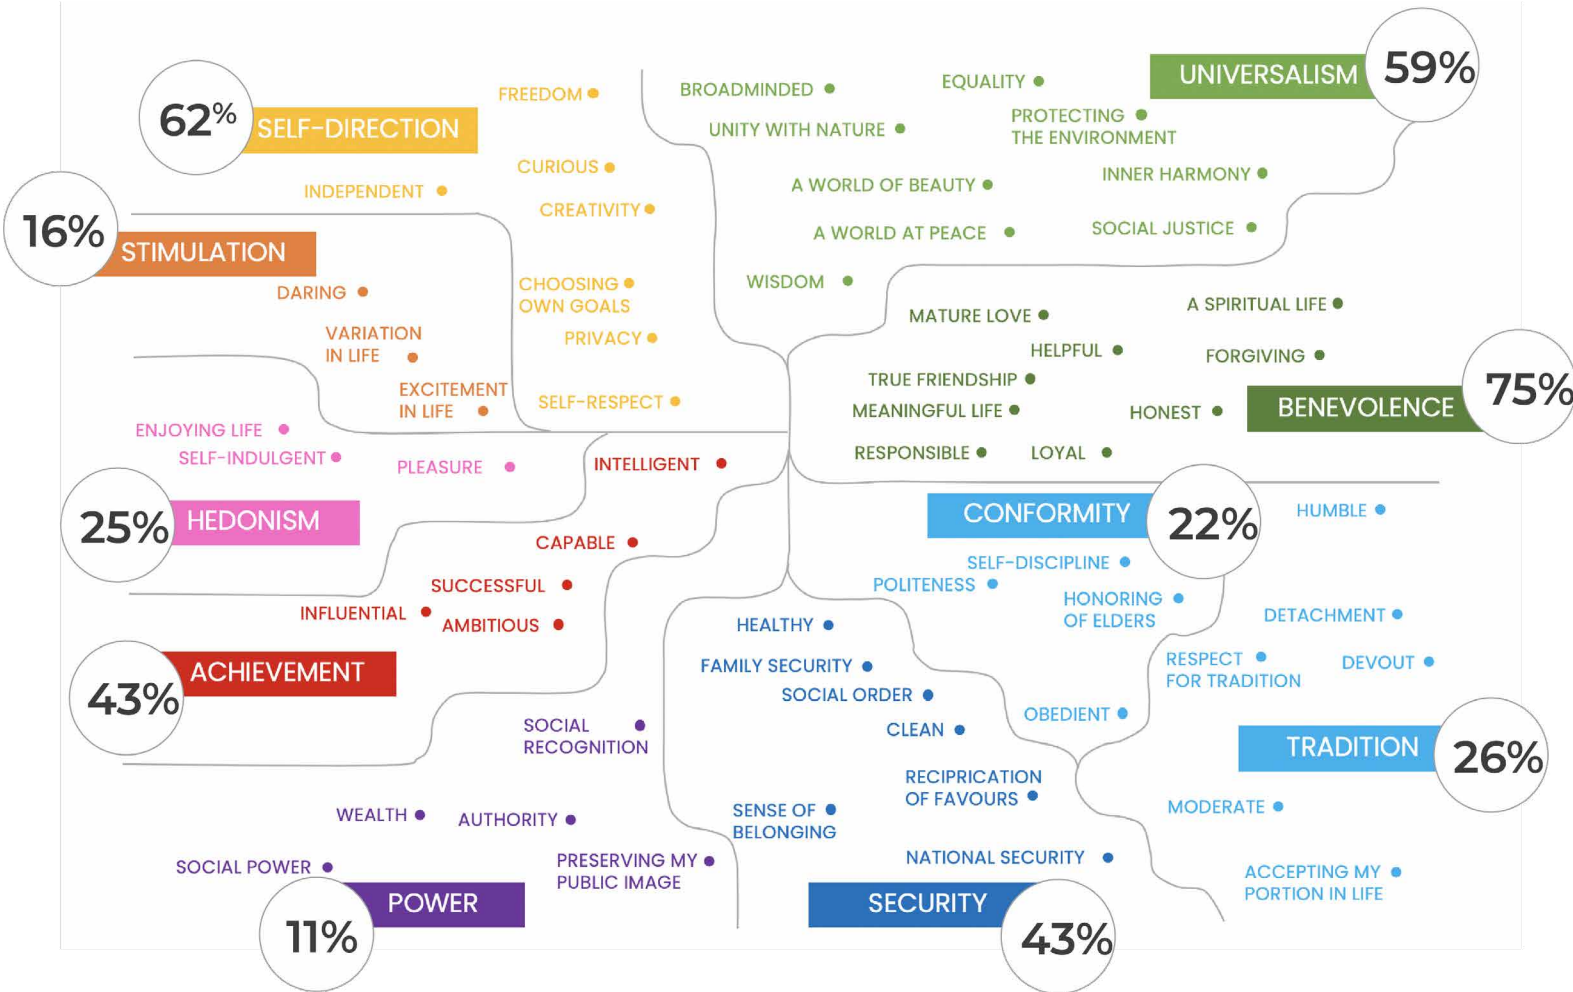 62%
SELF-DIRECTION
FREEDOM
CURIOUS
INDEPENDENT
CREATIVITY
CHOOSING
OWN GOALS
PRIVACY
SELF-RESPECT
16%
STIMULATION
DARING
VARIATION
IN LIFE
EXCITEMENT
IN LIFE
ENJOYING LIFE
SELF-INDULGENT
PLEASURE
25%
HEDONISM
INTELLIGENT
CAPABLE
SUCCESSFUL
INFLUENTIAL
AMBITIOUS
43%
ACHIEVEMENT
SOCIAL
RECOGNITION
WEALTH
AUTHORITY
SOCIAL POWER
PRESERVING MY
PUBLIC IMAGE
POWER
11%
UNIVERSALISM
59%
BROADMINDED
EQUALITY
UNITY WITH NATURE
PROTECTING
THE ENVIRONMENT
A WORLD OF BEAUTY
INNER HARMONY
A WORLD AT PEACE
SOCIAL JUSTICE
WISDOM
MATURE LOVE
A SPIRITUAL LIFE
HELPFUL
FORGIVING
TRUE FRIENDSHIP
MEANINGFUL LIFE
HONEST
RESPONSIBLE
LOYAL
BENEVOLENCE
75%
CONFORMITY
22%
SELF-DISCIPLINE
POLITENESS
HONORING
OF ELDERS
OBEDIENT
HUMBLE
DETACHMENT
RESPECT
FOR TRADITION
DEVOUT
TRADITION
26%
MODERATE
ACCEPTING MY
PORTION IN LIFE
HEALTHY
FAMILY SECURITY
SOCIAL ORDER
CLEAN
RECIPRICATION
OF FAVOURS
SENSE OF
BELONGING
NATIONAL SECURITY
SECURITY
43%